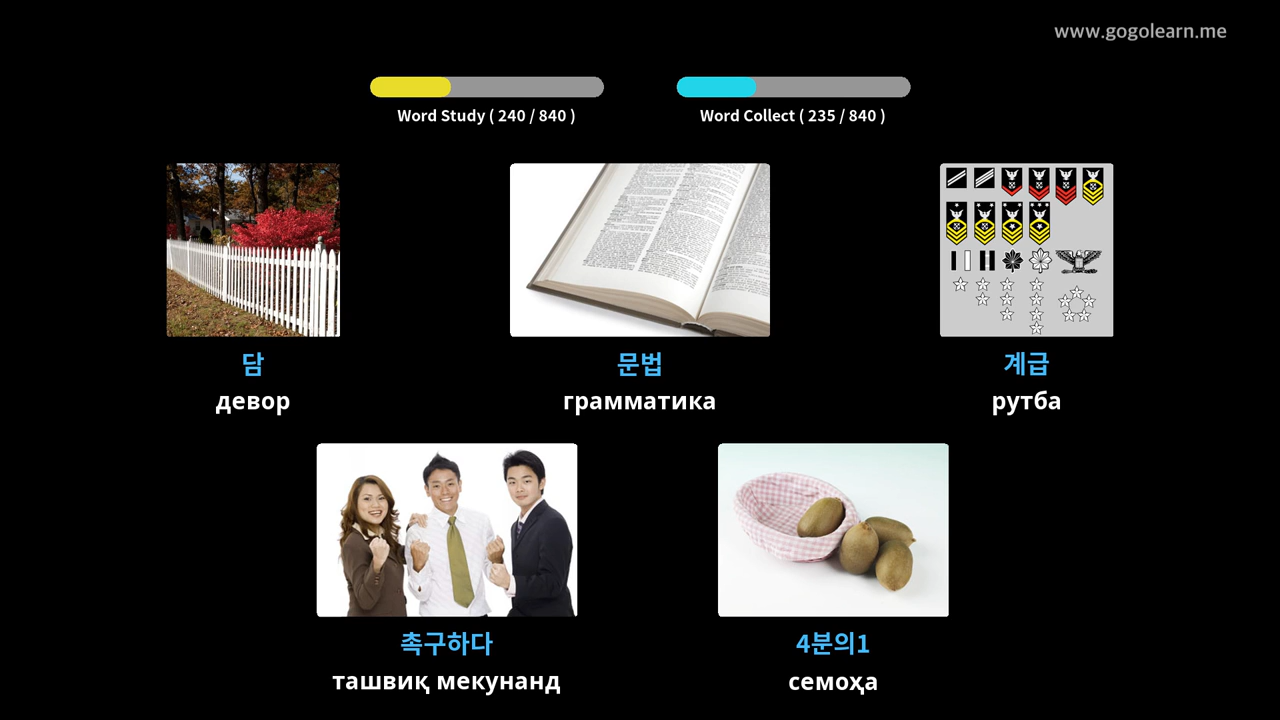 www.gogolearn.me
Word Study ( 240 / 840 )
Word Collect ( 235 / 840 )
담
девор
문법
грамматика
계급
рутба
촉구하다
ташвиқ мекунанд
4분의1
семоҳа